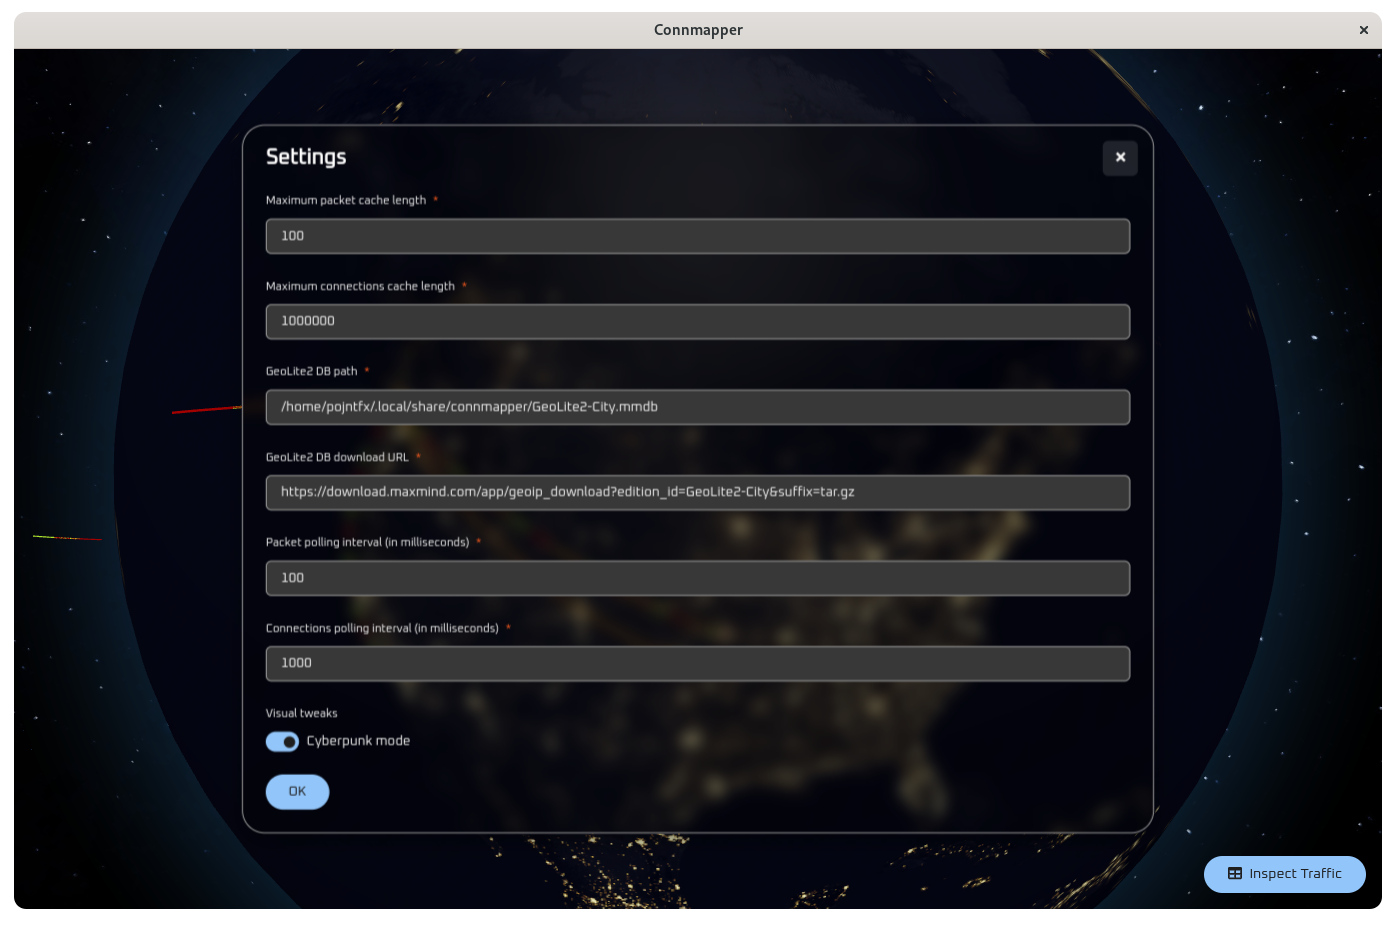 Connmapper
Settings
Maximum packet cache length *
100
Maximum connections cache length *
1000000
GeoLite2 DB path *
/home/pojntfx/.local/share/connmapper/GeoLite2-City.mmdb
GeoLite2 DB download URL *
https://download.maxmind.com/app/geoip_download?edition_id=GeoLite2-City&suffix=tar.gz
Packet polling interval (in milliseconds) *
100
Connections polling interval (in milliseconds) *
1000
Visual tweaks
Cyberpunk mode
OK
Inspect Traffic